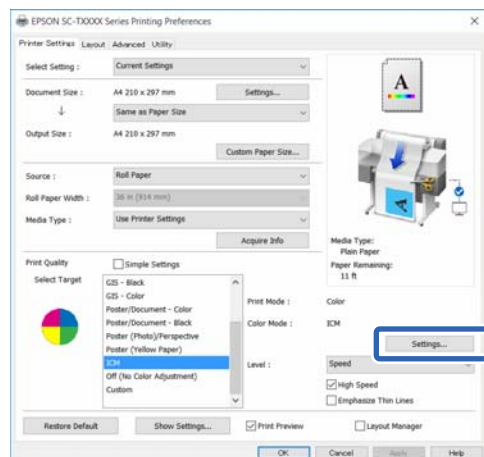 EPSON SC-TXXXX Series Printing Preferences
Printer Settings Layout Advanced Utility
Select Setting : Current Settings
Document Size : A4 210 x 297 mm Settings...
Same as Paper Size
Output Size : A4 210 x 297 mm
Custom Paper Size...
Source : Roll Paper
Roll Paper Width : 36 in (914 mm)
Media Type : Use Printer Settings
Acquire Info
Media Type:
Plain Paper
Paper Remaining:
11 ft
Print Quality Simple Settings
Select Target
GIS - Black
GIS - Color
Poster/Document - Color
Poster/Document - Black
Poster (Photo)/Perspective
Poster (Yellow Paper)
ICM
Off (No Color Adjustment)
Custom
Print Mode : Color
Color Mode : ICM
Settings...
Level : Speed
High Speed
Emphasize Thin Lines
Restore Default Show Settings... Print Preview Layout Manager
OK Cancel Apply Help
A
A